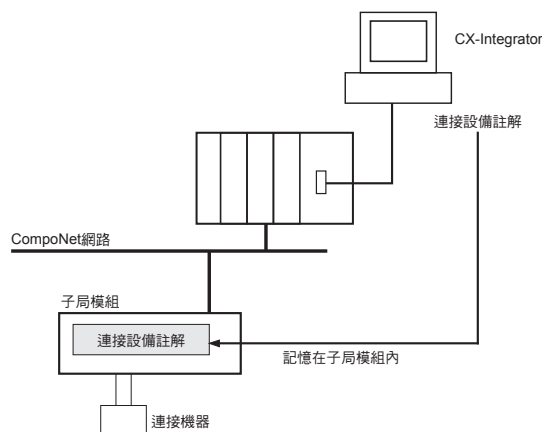 CX-Integrator
連接設備註解
CompoNet網路
子局模組
連接設備註解
記憶在子局模組內
連接機器